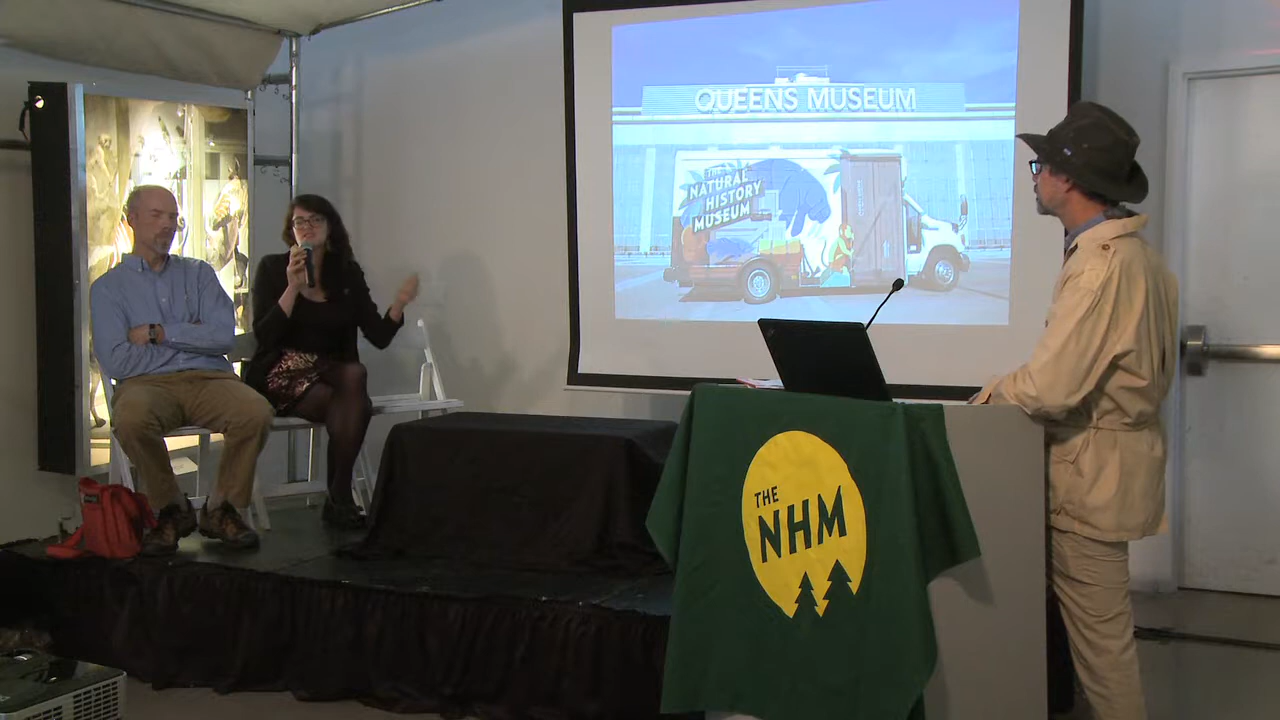 QUEENS MUSEUM
THE
NATURAL
HISTORY
MUSEUM
THE
NHM